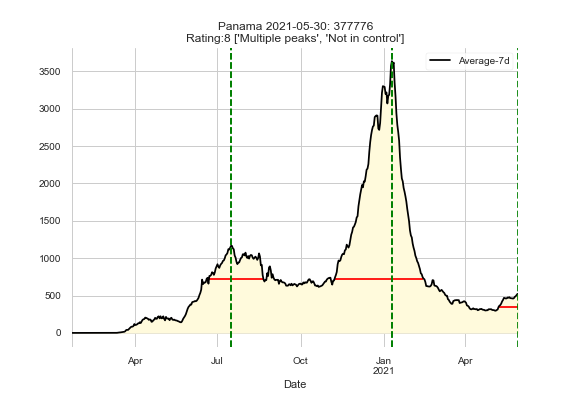 Panama 2021-05-30: 377776
Rating:8 ['Multiple peaks', 'Not in control']
Average-7d
3500
3000
2500
2000
1500
1000
500
0
Apr
Jul
Oct
Jan
2021
Apr
Date